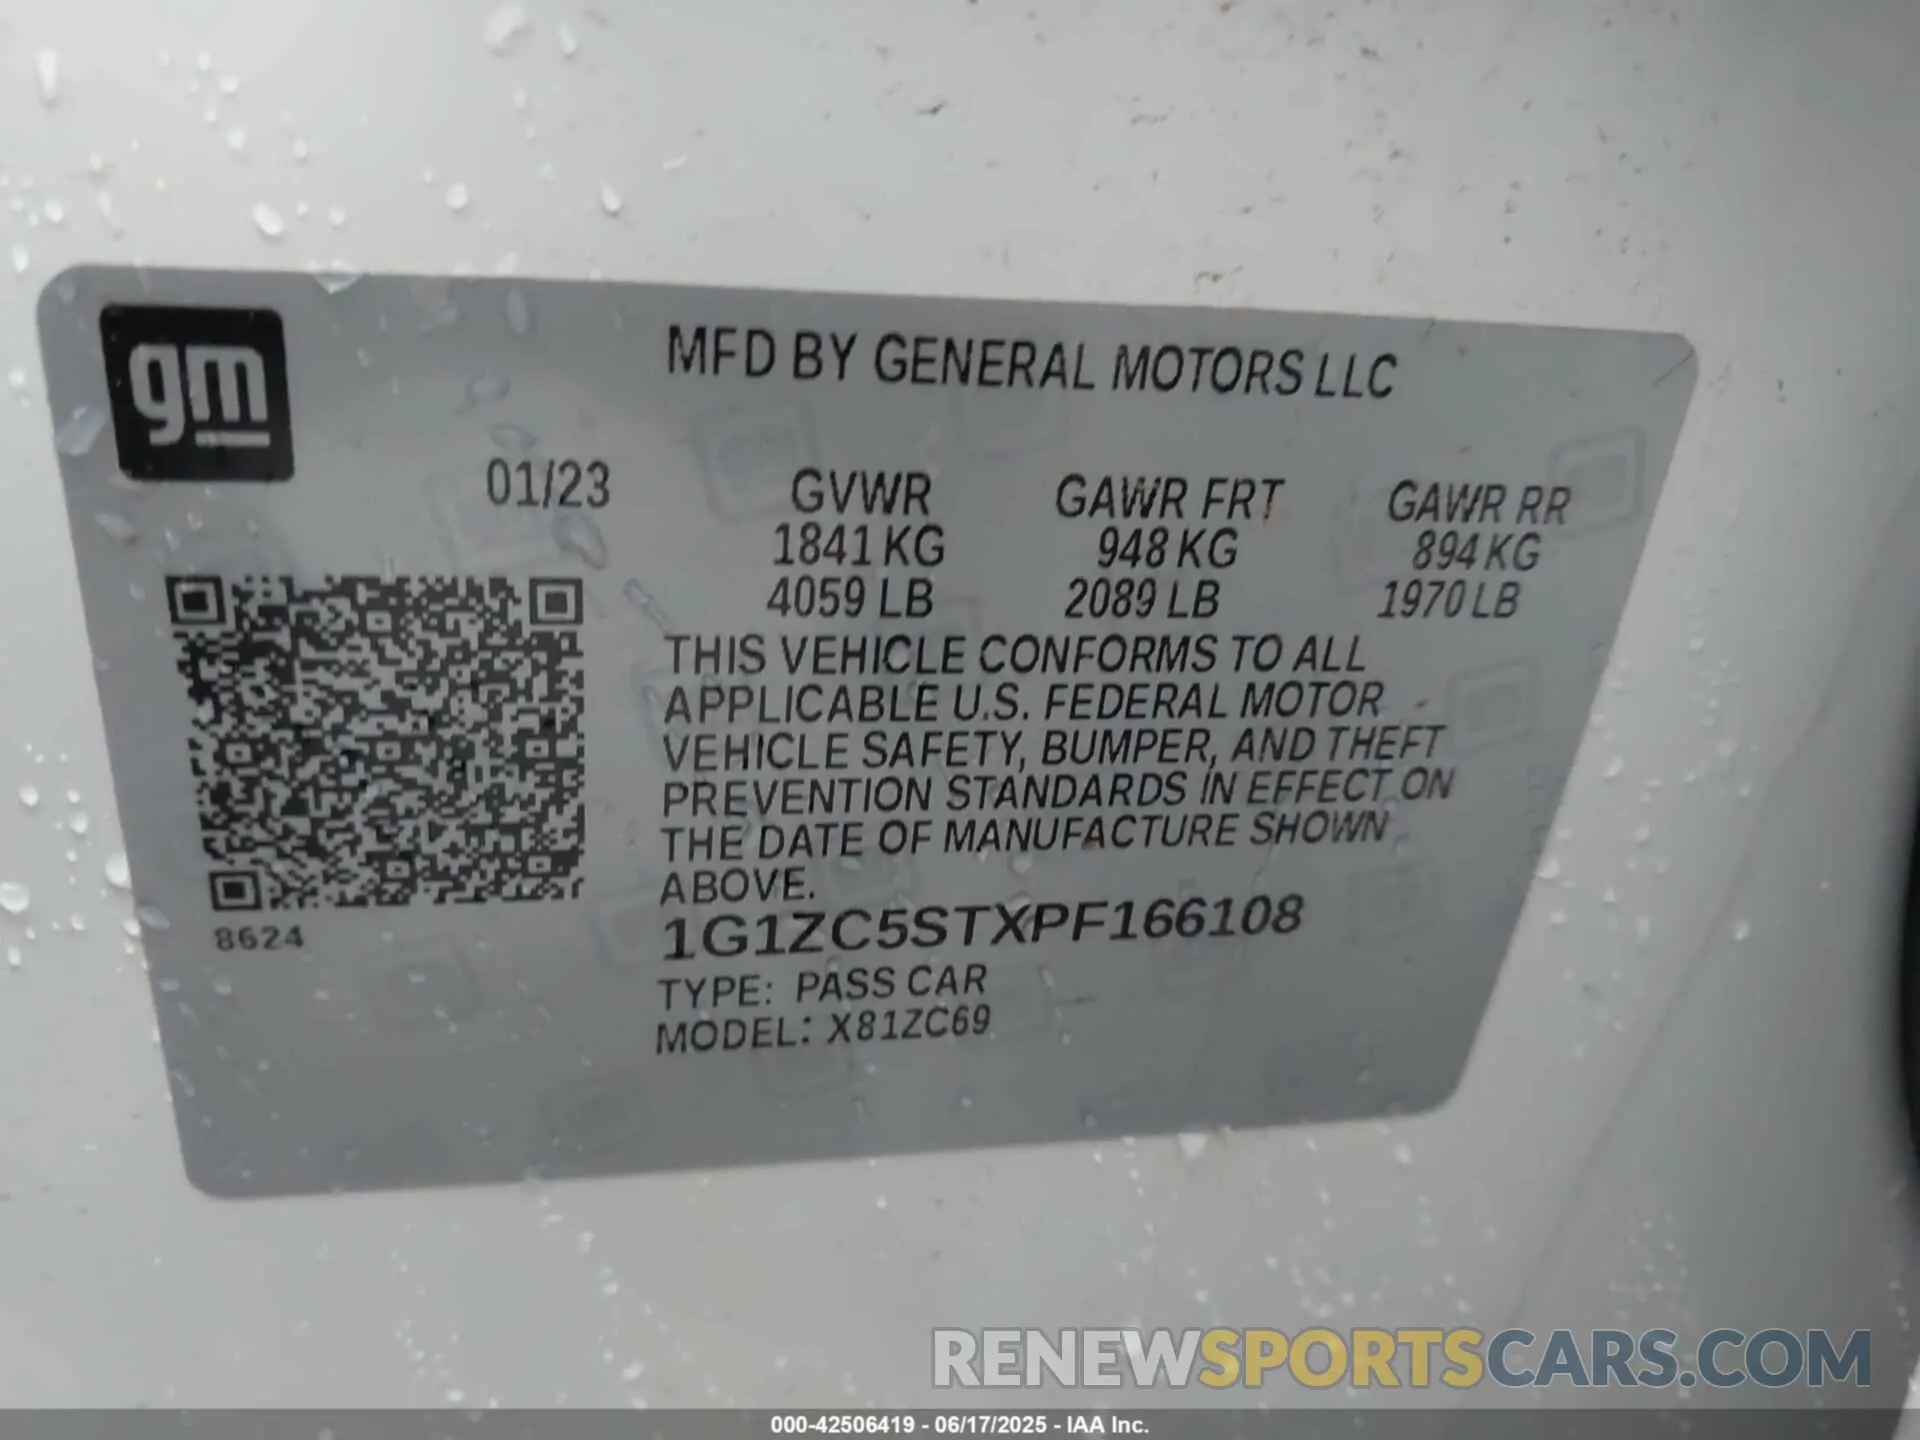 gm
MFD BY GENERAL MOTORS LLC
01/23 GVWR GAWR FRT GAWR RR
1841 KG 948 KG 894 KG
4059 LB 2089 LB 1970 LB
THIS VEHICLE CONFORMS TO ALL
APPLICABLE U.S. FEDERAL MOTOR
VEHICLE SAFETY, BUMPER, AND THEFT
PREVENTION STANDARDS IN EFFECT ON
THE DATE OF MANUFACTURE SHOWN
ABOVE.
8624
1G1ZC5STXPF166108
TYPE: PASS CAR
MODEL: X81ZC69
RENEWSPORTSCARS.COM
000-42506419 - 06/17/2025 - IAA Inc.